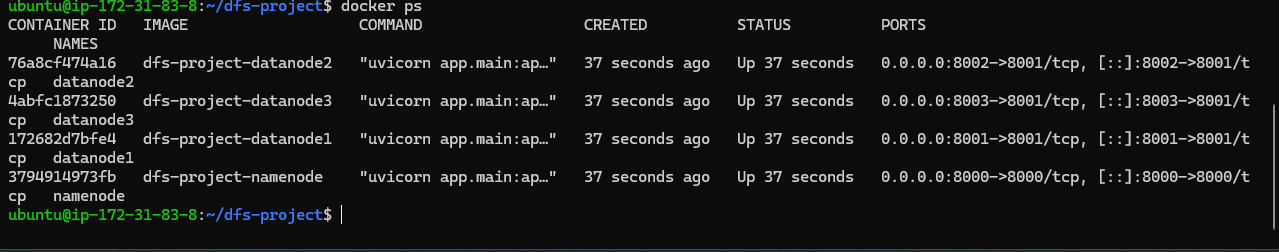 ubuntu@ip-172-31-83-8:~/dfs-project$ docker ps
CONTAINER ID   IMAGE                   COMMAND                  CREATED          STATUS          PORTS
     NAMES
76a8cf474a16   dfs-project-datanode2   "uvicorn app.main:ap…"   37 seconds ago   Up 37 seconds   0.0.0.0:8002->8001/tcp, [::]:8002->8001/t
cp   datanode2
4abfc1873250   dfs-project-datanode3   "uvicorn app.main:ap…"   37 seconds ago   Up 37 seconds   0.0.0.0:8003->8001/tcp, [::]:8003->8001/t
cp   datanode3
172682d7bfe4   dfs-project-datanode1   "uvicorn app.main:ap…"   37 seconds ago   Up 37 seconds   0.0.0.0:8001->8001/tcp, [::]:8001->8001/t
cp   datanode1
3794914973fb   dfs-project-namenode    "uvicorn app.main:ap…"   37 seconds ago   Up 37 seconds   0.0.0.0:8000->8000/tcp, [::]:8000->8000/t
cp   namenode
ubuntu@ip-172-31-83-8:~/dfs-project$